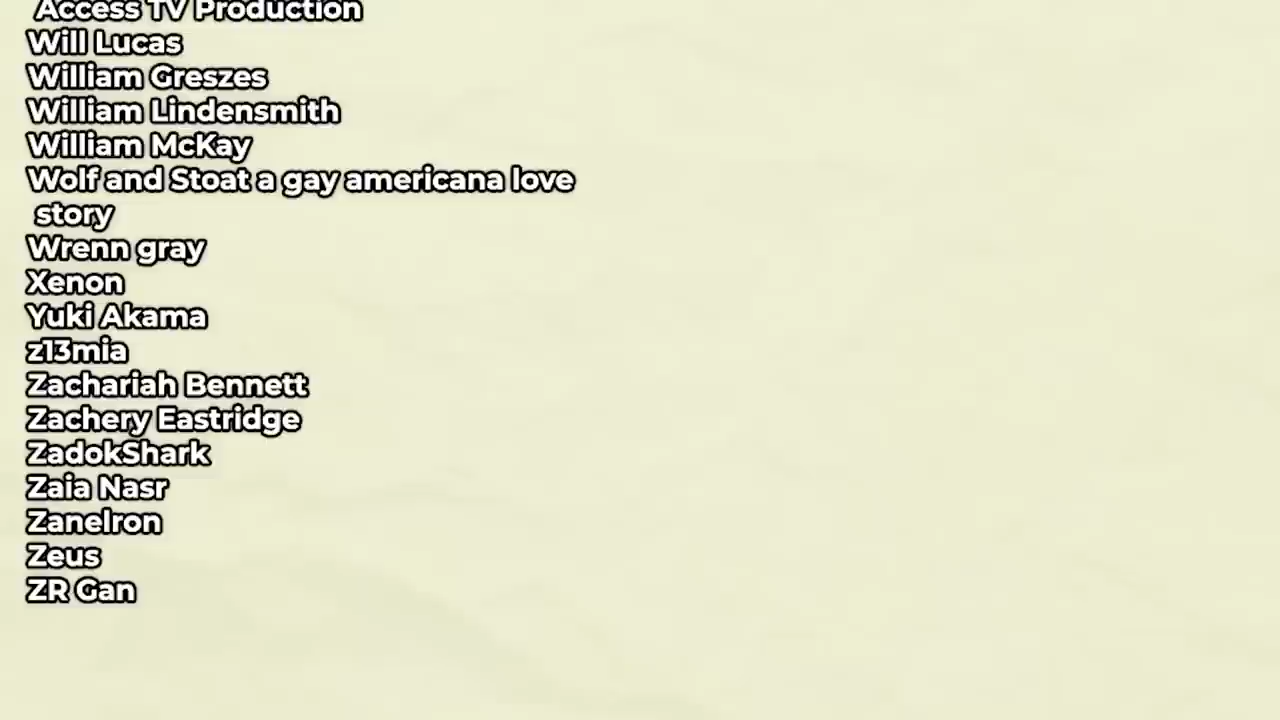 Access TV Production
Will Lucas
William Greszes
William Lindensmith
William McKay
Wolf and Stoat a gay americana love
story
Wrenn gray
Xenon
Yuki Akama
z13mia
Zachariah Bennett
Zachery Eastridge
ZadokShark
Zaia Nasr
ZaneIron
Zeus
ZR Gan